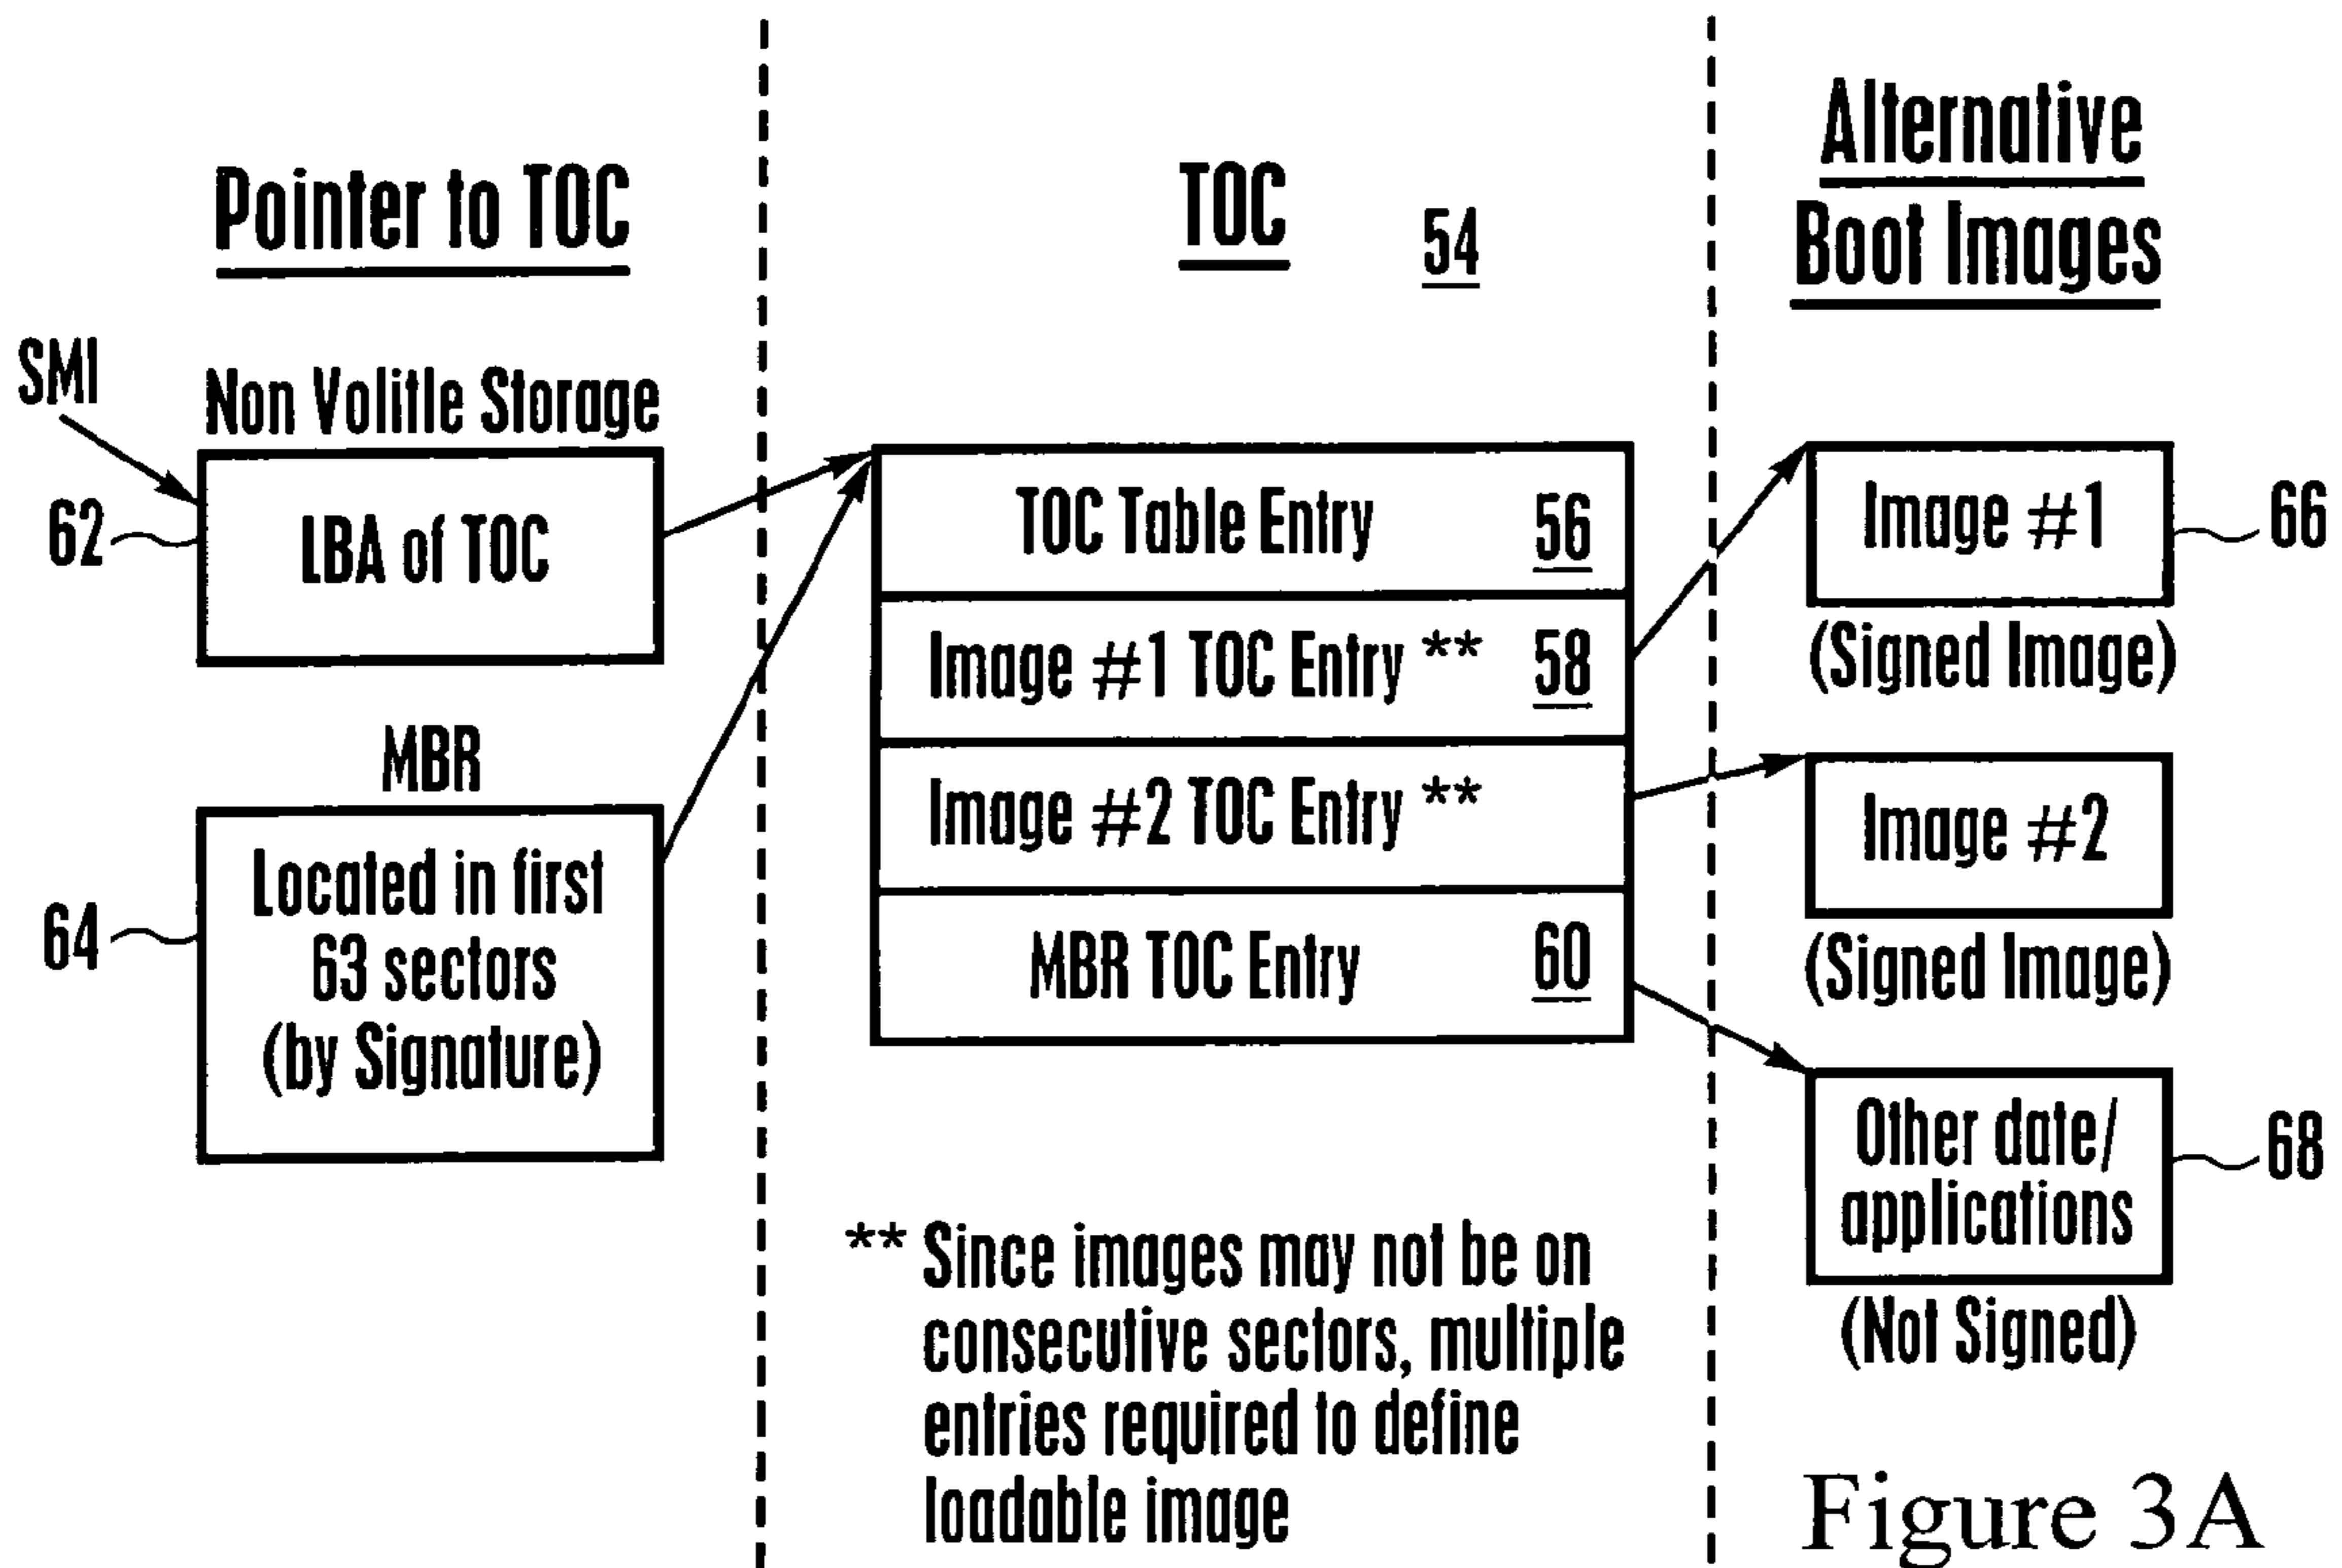 Pointer to TOC
SMI
Non Volitle Storage
62
LBA of TOC
MBR
64
Located in first
63 sectors
(by Signature)
TOC
54
TOC Table Entry 56
Image #1 TOC Entry ** 58
Image #2 TOC Entry **
MBR TOC Entry 60
** Since images may not be on
consecutive sectors, multiple
entries required to define
loadable image
Alternative
Boot Images
Image #1
66
(Signed Image)
Image #2
(Signed Image)
Other date/
applications
68
(Not Signed)
Figure 3A